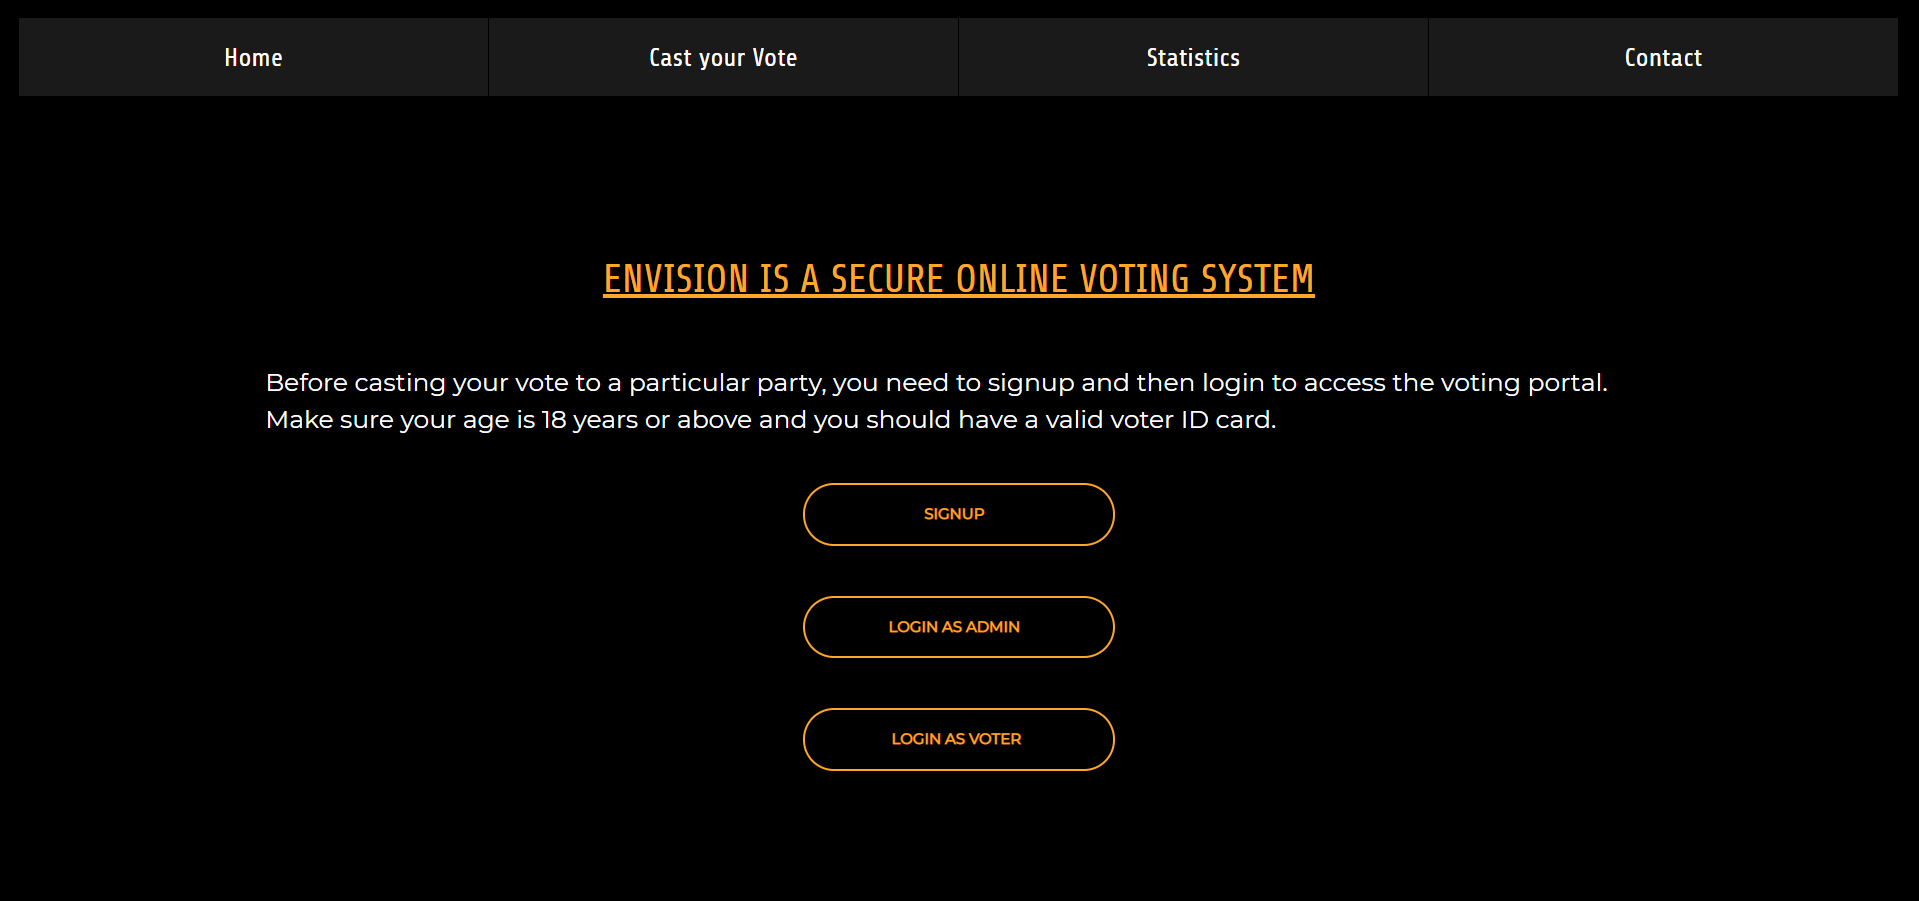 Home
Cast your Vote
Statistics
Contact
ENVISION IS A SECURE ONLINE VOTING SYSTEM
Before casting your vote to a particular party, you need to signup and then login to access the voting portal.
Make sure your age is 18 years or above and you should have a valid voter ID card.
SIGNUP
LOGIN AS ADMIN
LOGIN AS VOTER